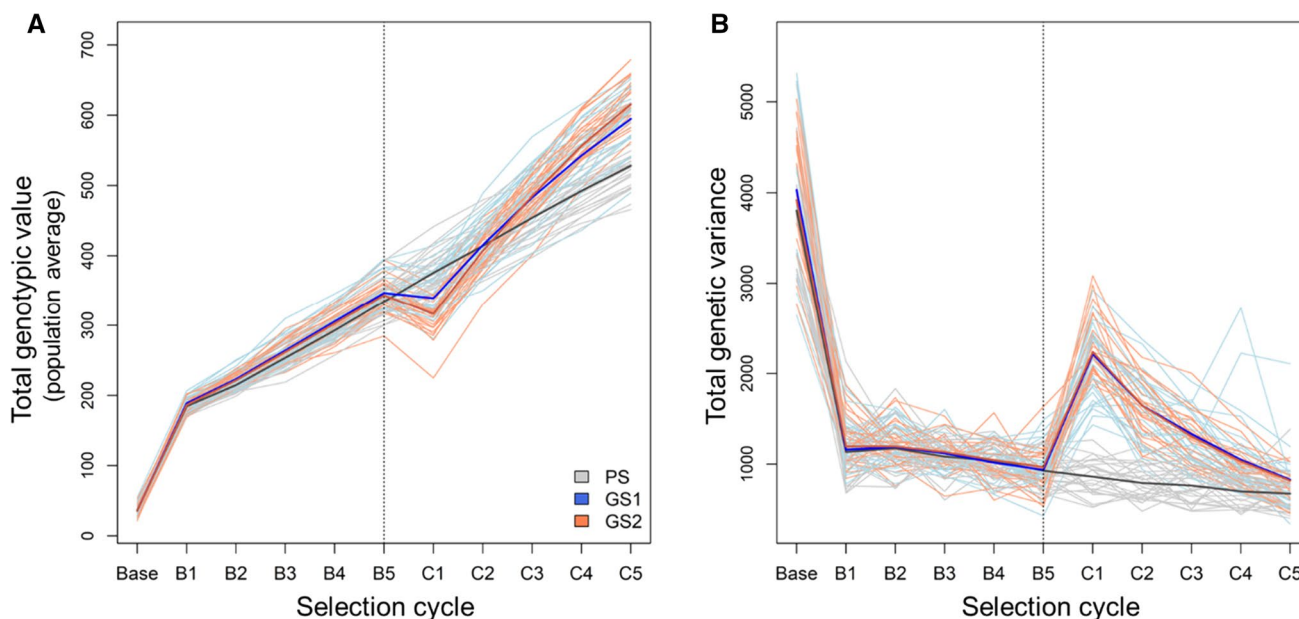 A
Total genotypic value
(population average)
700
600
500
400
300
200
100
0
PS
GS1
GS2
Base B1 B2 B3 B4 B5 C1 C2 C3 C4 C5
Selection cycle
B
Total genetic variance
5000
4000
3000
2000
1000
Base B1 B2 B3 B4 B5 C1 C2 C3 C4 C5
Selection cycle